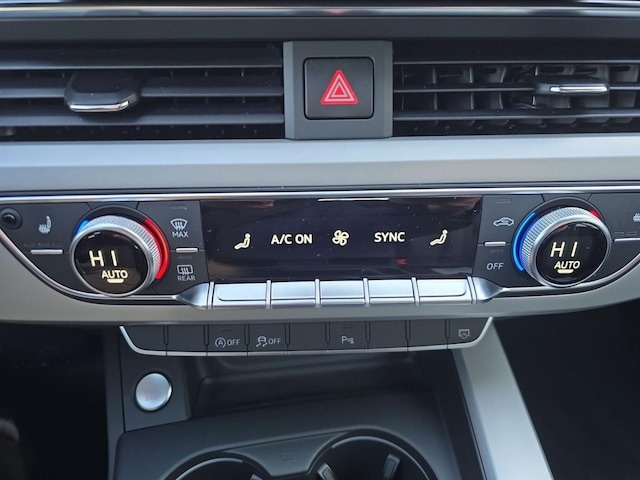 MAX
A/C ON SYNC
HI HI
AUTO AUTO
REAR OFF
OFF OFF P